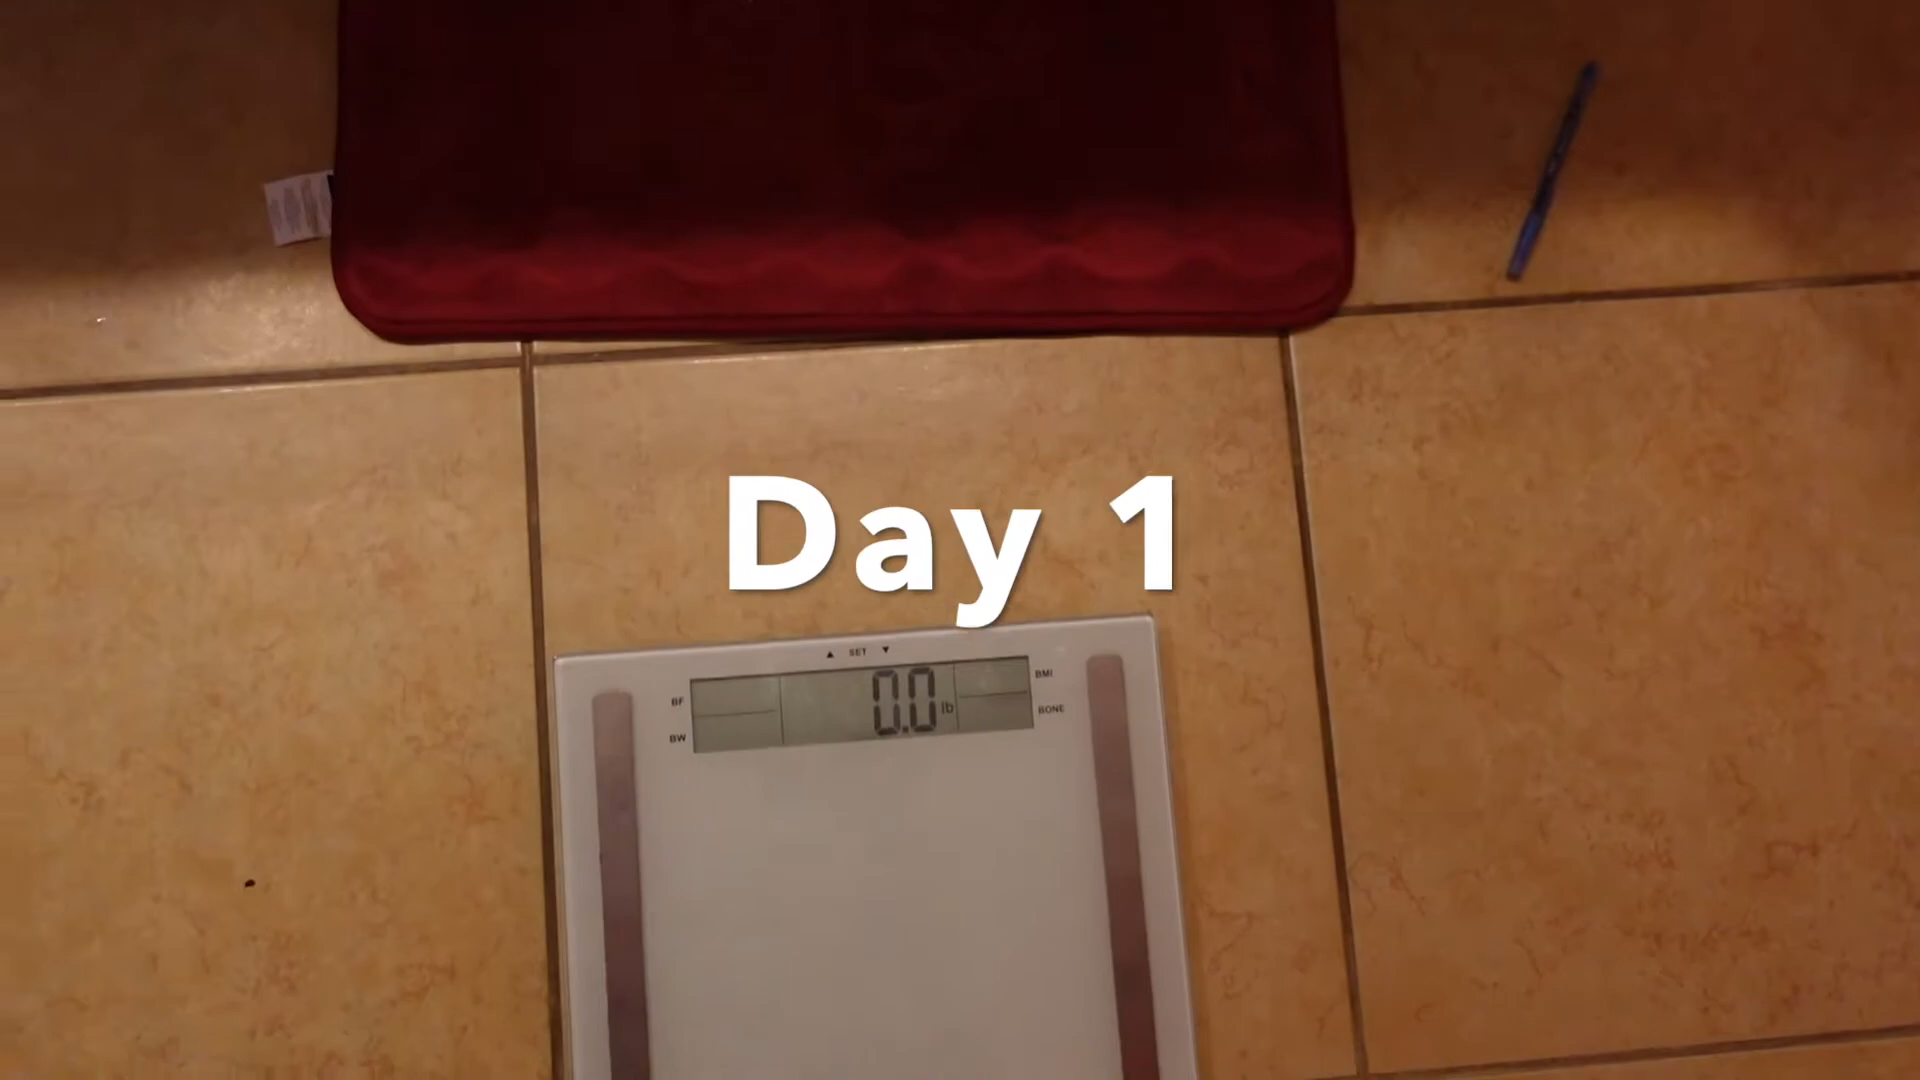 Day 1
▲ SET ▼
BF
0.0 lb
BMI
BW
BONE